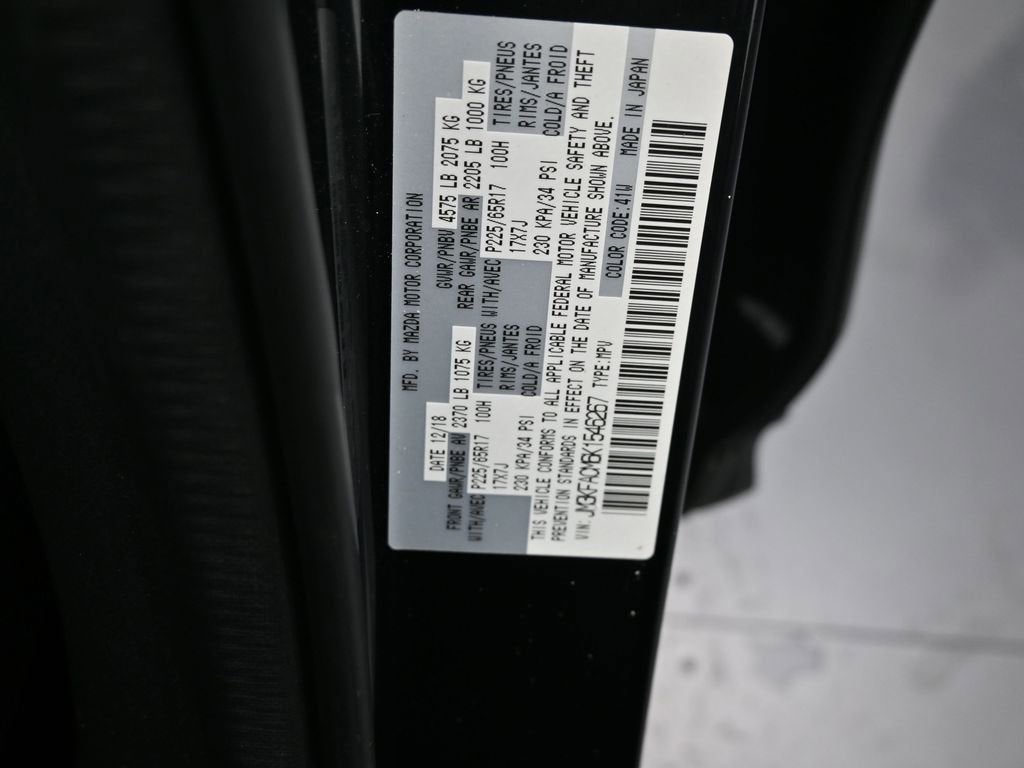 MFD. BY MAZDA MOTOR CORPORATION
DATE 12/18 GVWR/PNBV 4575 LB 2075 KG
FRONT GAWR/PNBE AV 2370 LB 1075 KG REAR GAWR/PNBE AR 2205 LB 1000 KG
WITH/AVEC P225/65R17 100H TIRES/PNEUS WITH/AVEC P225/65R17 100H TIRES/PNEUS
17X7J RIMS/JANTES 17X7J RIMS/JANTES
230 KPA/34 PSI COLD/A FROID 230 KPA/34 PSI COLD/A FROID
THIS VEHICLE CONFORMS TO ALL APPLICABLE FEDERAL MOTOR VEHICLE SAFETY AND THEFT
PREVENTION STANDARDS IN EFFECT ON THE DATE OF MANUFACTURE SHOWN ABOVE.
VIN: JM3KFACM6K1546267 TYPE:MPV COLOR CODE:41W MADE IN JAPAN